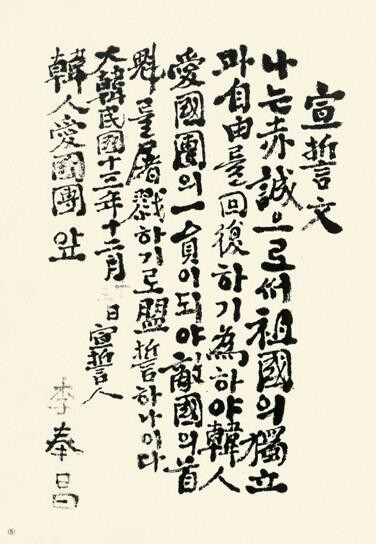 宣誓文
나는赤誠으로써祖國의獨立
과自由를回復하기爲하야韓人
愛國團의一員이되야敵國의首
魁를屠戮하기로盟誓하나이다
大韓民國十三年十二月 日宣誓人
李奉昌
韓人愛國團앞
⑤